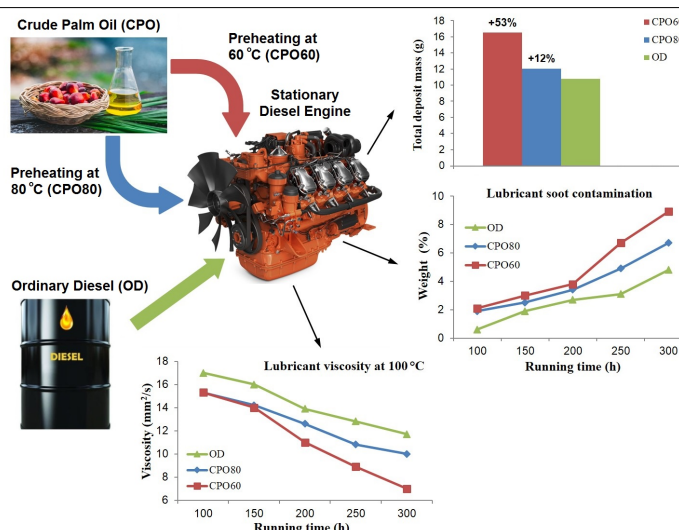 Crude Palm Oil (CPO)
Preheating at
60 °C (CPO60)
Stationary
Diesel Engine
Preheating at
80 °C (CPO80)
Ordinary Diesel (OD)
DIESEL
Total deposit mass (g)
18
16
14
12
10
8
6
4
2
0
+53%
+12%
CPO60
CPO80
OD
Lubricant soot contamination
Weight (%)
10
8
6
4
2
0
OD
CPO80
CPO60
100 150 200 250 300
Running time (h)
Lubricant viscosity at 100 °C
Viscosity (mm²/s)
18
16
14
12
10
8
6
OD
CPO80
CPO60
100 150 200 250 300
Running time (h)